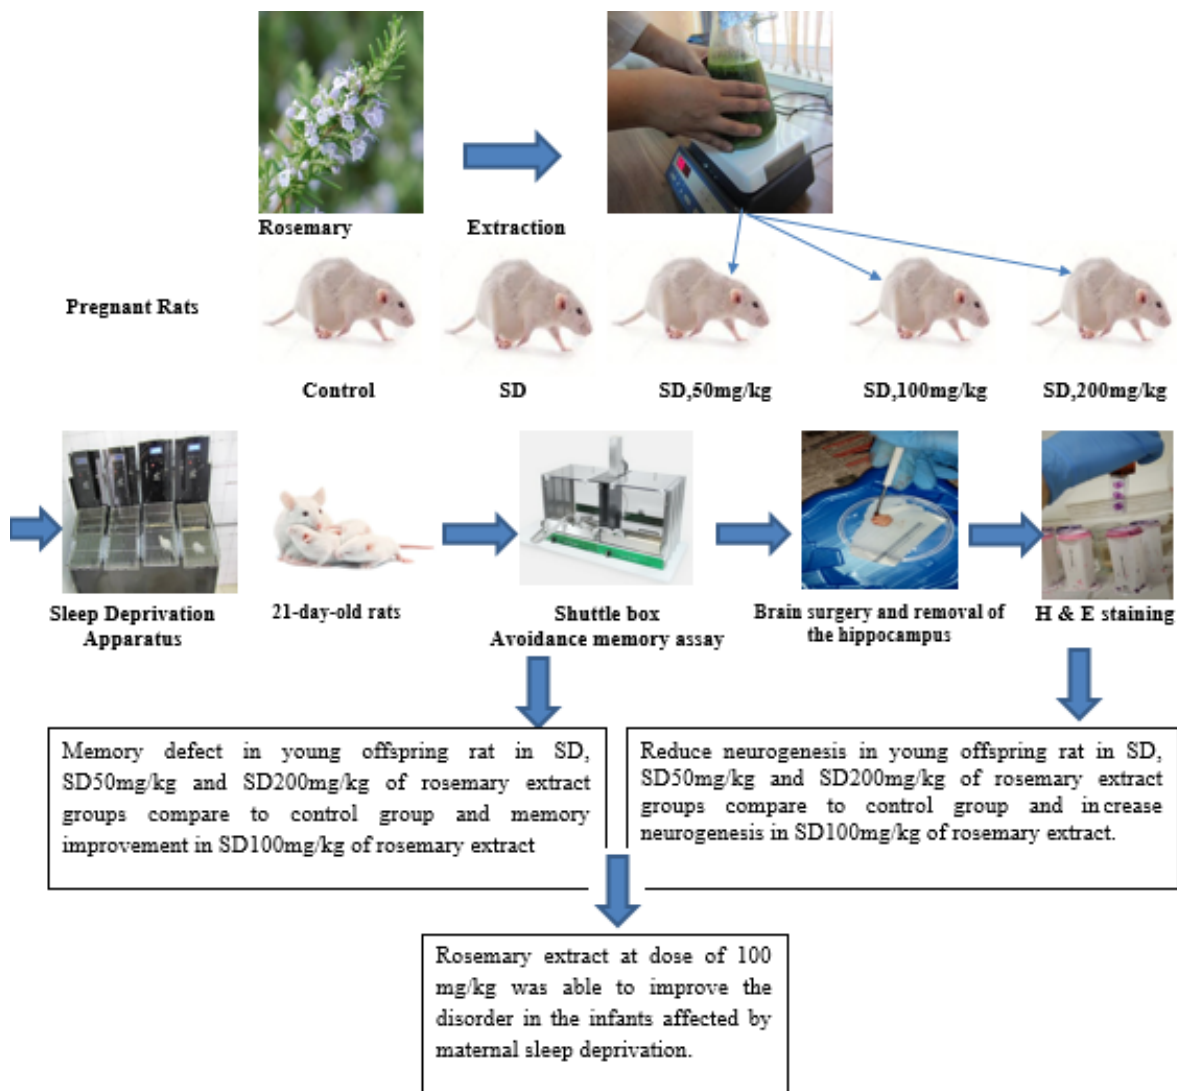 Rosemary
Extraction
Pregnant Rats
Control
SD
SD,50mg/kg
SD,100mg/kg
SD,200mg/kg
Sleep Deprivation
Apparatus
21-day-old rats
Shuttle box
Avoidance memory assay
Brain surgery and removal of
the hippocampus
H & E staining
Memory defect in young offspring rat in SD,
SD50mg/kg and SD200mg/kg of rosemary extract
groups compare to control group and memory
improvement in SD100mg/kg of rosemary extract
Reduce neurogenesis in young offspring rat in SD,
SD50mg/kg and SD200mg/kg of rosemary extract
groups compare to control group and increase
neurogenesis in SD100mg/kg of rosemary extract.
Rosemary extract at dose of 100
mg/kg was able to improve the
disorder in the infants affected by
maternal sleep deprivation.